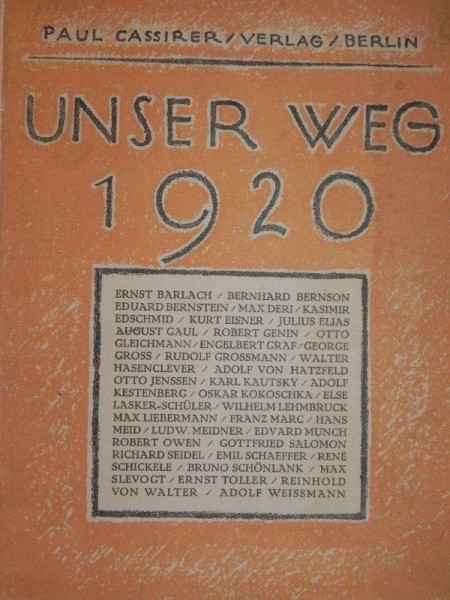 PAUL CASSIRER / VERLAG / BERLIN
UNSER WEG
1920
ERNST BARLACH / BERNHARD BERNSON
EDUARD BERNSTEIN / MAX DERI / KASIMIR
EDSCHMID / KURT EISNER / JULIUS ELIAS
AUGUST GAUL / ROBERT GENIN / OTTO
GLEICHMANN / ENGELBERT GRAF / GEORGE
GROSS / RUDOLF GROSSMANN / WALTER
HASENCLEVER / ADOLF VON HATZFELD
OTTO JENSSEN / KARL KAUTSKY / ADOLF
KESTENBERG / OSKAR KOKOSCHKA / ELSE
LASKER-SCHÜLER / WILHELM LEHMBRUCK
MAX LIEBERMANN / FRANZ MARC / HANS
MEID / LUDW. MEIDNER / EDVARD MUNCH
ROBERT OWEN / GOTTFRIED SALOMON
RICHARD SEIDEL / EMIL SCHAEFFER / RENÉ
SCHICKELE / BRUNO SCHÖNLANK / MAX
SLEVOGT / ERNST TOLLER / REINHOLD
VON WALTER / ADOLF WEISSMANN